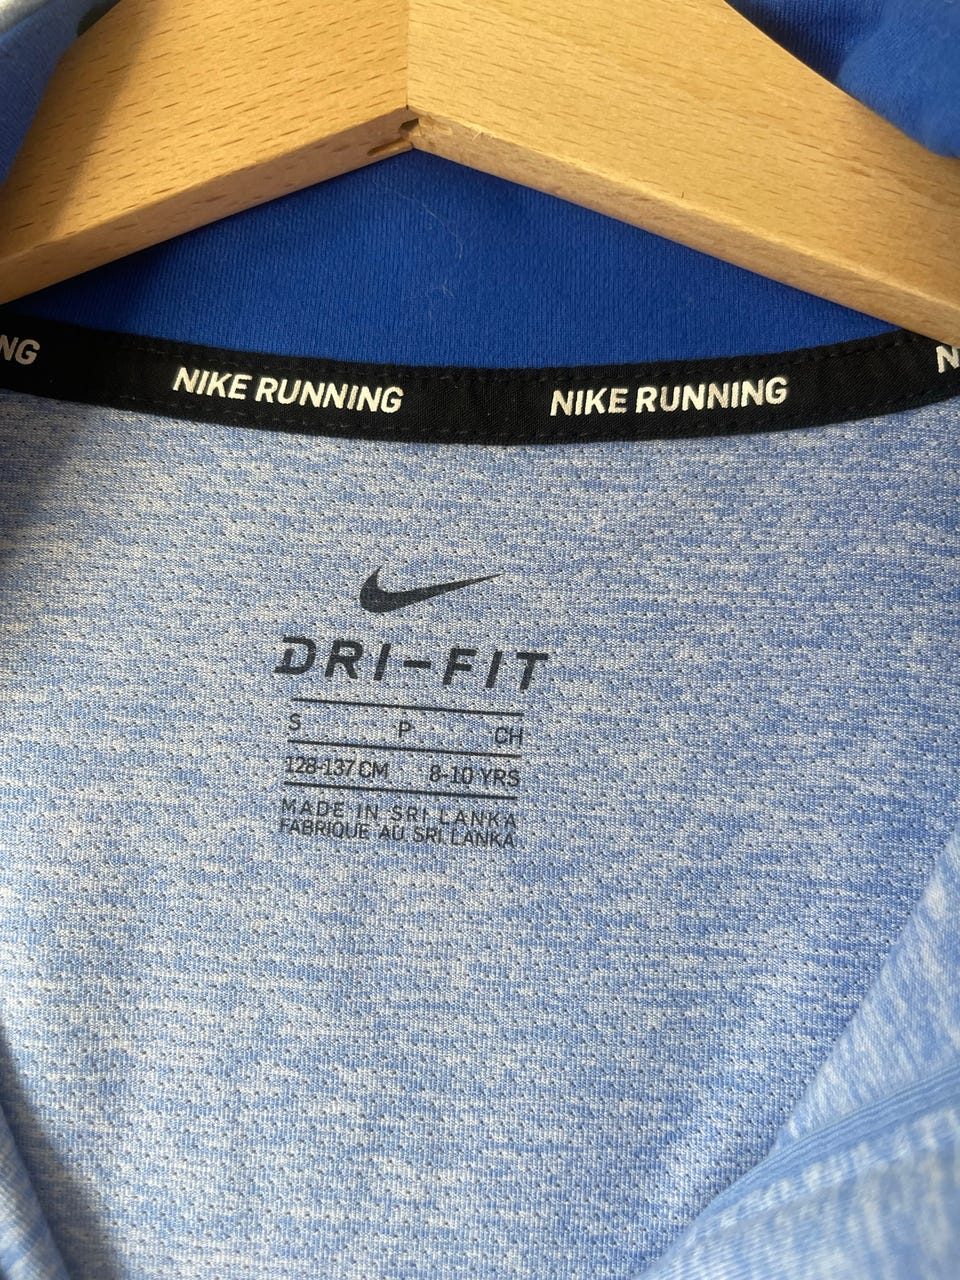 NG NIKE RUNNING NIKE RUNNING N
DRI-FIT
S P CH
128-137 CM 8-10 YRS
MADE IN SRI LANKA
FABRIQUE AU SRI LANKA